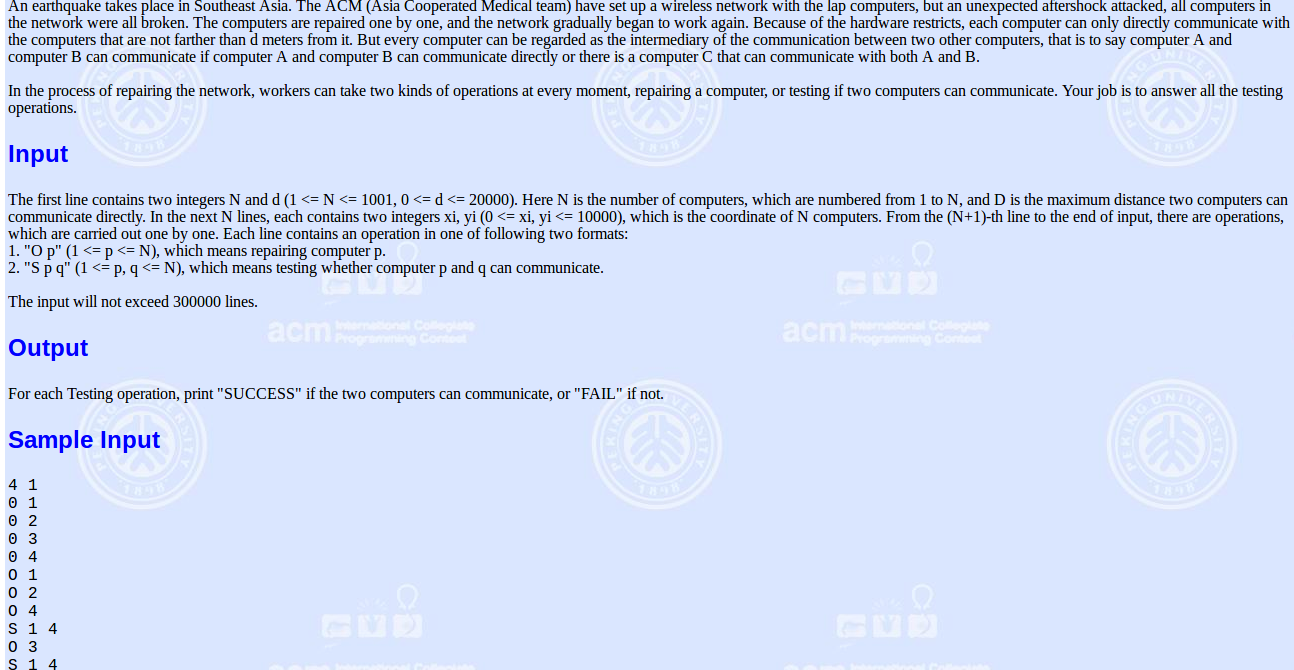 An earthquake takes place in Southeast Asia. The ACM (Asia Cooperated Medical team) have set up a wireless network with the lap computers, but an unexpected aftershock attacked, all computers in
the network were all broken. The computers are repaired one by one, and the network gradually began to work again. Because of the hardware restricts, each computer can only directly communicate with
the computers that are not farther than d meters from it. But every computer can be regarded as the intermediary of the communication between two other computers, that is to say computer A and
computer B can communicate if computer A and computer B can communicate directly or there is a computer C that can communicate with both A and B.
In the process of repairing the network, workers can take two kinds of operations at every moment, repairing a computer, or testing if two computers can communicate. Your job is to answer all the testing
operations.
Input
The first line contains two integers N and d (1 <= N <= 1001, 0 <= d <= 20000). Here N is the number of computers, which are numbered from 1 to N, and D is the maximum distance two computers can
communicate directly. In the next N lines, each contains two integers xi, yi (0 <= xi, yi <= 10000), which is the coordinate of N computers. From the (N+1)-th line to the end of input, there are operations,
which are carried out one by one. Each line contains an operation in one of following two formats:
1. "O p" (1 <= p <= N), which means repairing computer p.
2. "S p q" (1 <= p, q <= N), which means testing whether computer p and q can communicate.
The input will not exceed 300000 lines.
acm International Collegiate Programming Contest
acm International Collegiate Programming Contest
Output
For each Testing operation, print "SUCCESS" if the two computers can communicate, or "FAIL" if not.
Sample Input
4 1
0 1
0 2
0 3
0 4
O 1
O 2
O 4
S 1 4
O 3
S 1 4